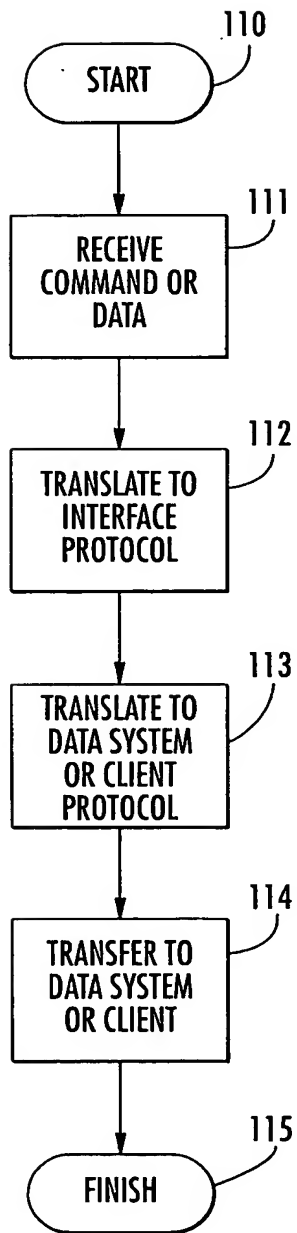 110
START
111
RECEIVE
COMMAND OR
DATA
112
TRANSLATE TO
INTERFACE
PROTOCOL
113
TRANSLATE TO
DATA SYSTEM
OR CLIENT
PROTOCOL
114
TRANSFER TO
DATA SYSTEM
OR CLIENT
115
FINISH